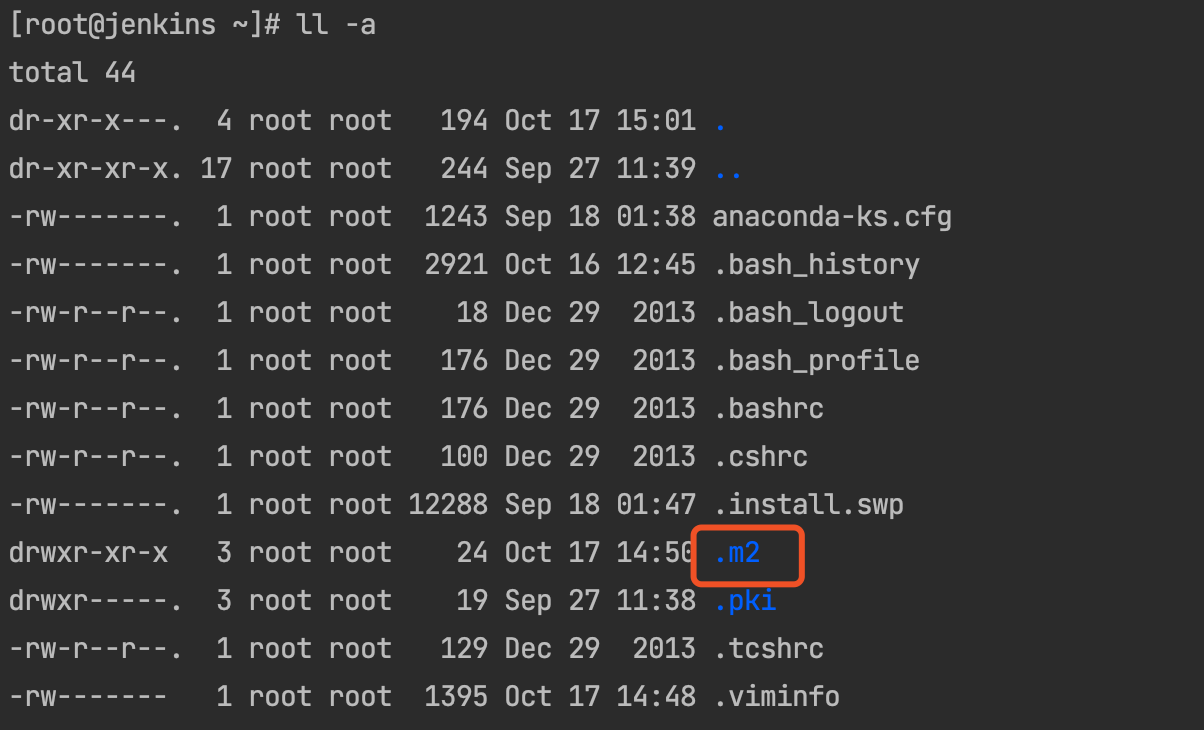 [root@jenkins ~]# ll -a
total 44
dr-xr-x---.  4 root root   194 Oct 17 15:01 .
dr-xr-xr-x. 17 root root   244 Sep 27 11:39 ..
-rw-------.  1 root root  1243 Sep 18 01:38 anaconda-ks.cfg
-rw-------.  1 root root  2921 Oct 16 12:45 .bash_history
-rw-r--r--.  1 root root    18 Dec 29  2013 .bash_logout
-rw-r--r--.  1 root root   176 Dec 29  2013 .bash_profile
-rw-r--r--.  1 root root   176 Dec 29  2013 .bashrc
-rw-r--r--.  1 root root   100 Dec 29  2013 .cshrc
-rw-------.  1 root root 12288 Sep 18 01:47 .install.swp
drwxr-xr-x   3 root root    24 Oct 17 14:50 .m2
drwxr-----.  3 root root    19 Sep 27 11:38 .pki
-rw-r--r--.  1 root root   129 Dec 29  2013 .tcshrc
-rw-------   1 root root  1395 Oct 17 14:48 .viminfo